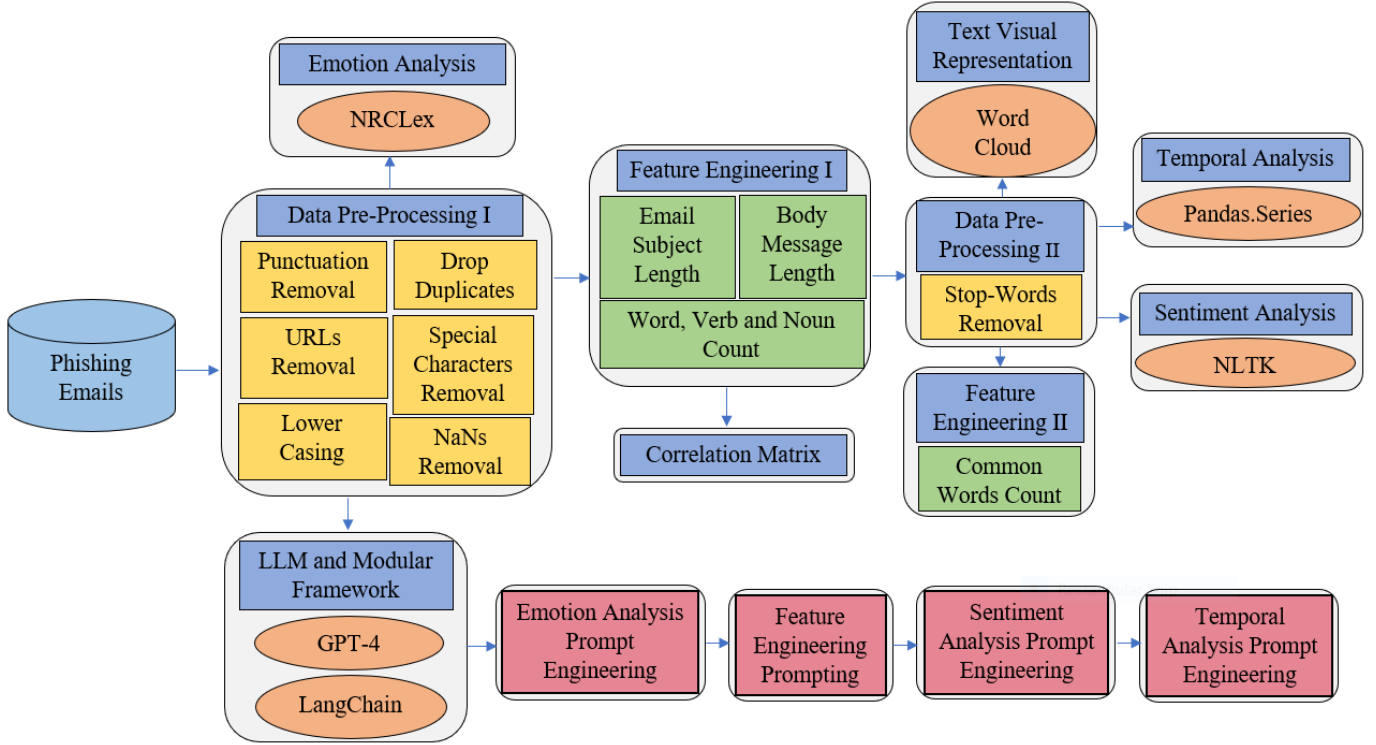 Emotion Analysis
NRCLex
Text Visual
Representation
Word
Cloud
Temporal Analysis
Pandas.Series
Feature Engineering I
Email
Subject
Length
Body
Message
Length
Word, Verb and Noun
Count
Data Pre-Processing I
Punctuation
Removal
Drop
Duplicates
URLs
Removal
Special
Characters
Removal
Lower
Casing
NaNs
Removal
Data Pre-
Processing II
Stop-Words
Removal
Sentiment Analysis
NLTK
Phishing
Emails
Feature
Engineering II
Common
Words Count
Correlation Matrix
LLM and Modular
Framework
GPT-4
LangChain
Emotion Analysis
Prompt
Engineering
Feature
Engineering
Prompting
Sentiment
Analysis Prompt
Engineering
Temporal
Analysis Prompt
Engineering